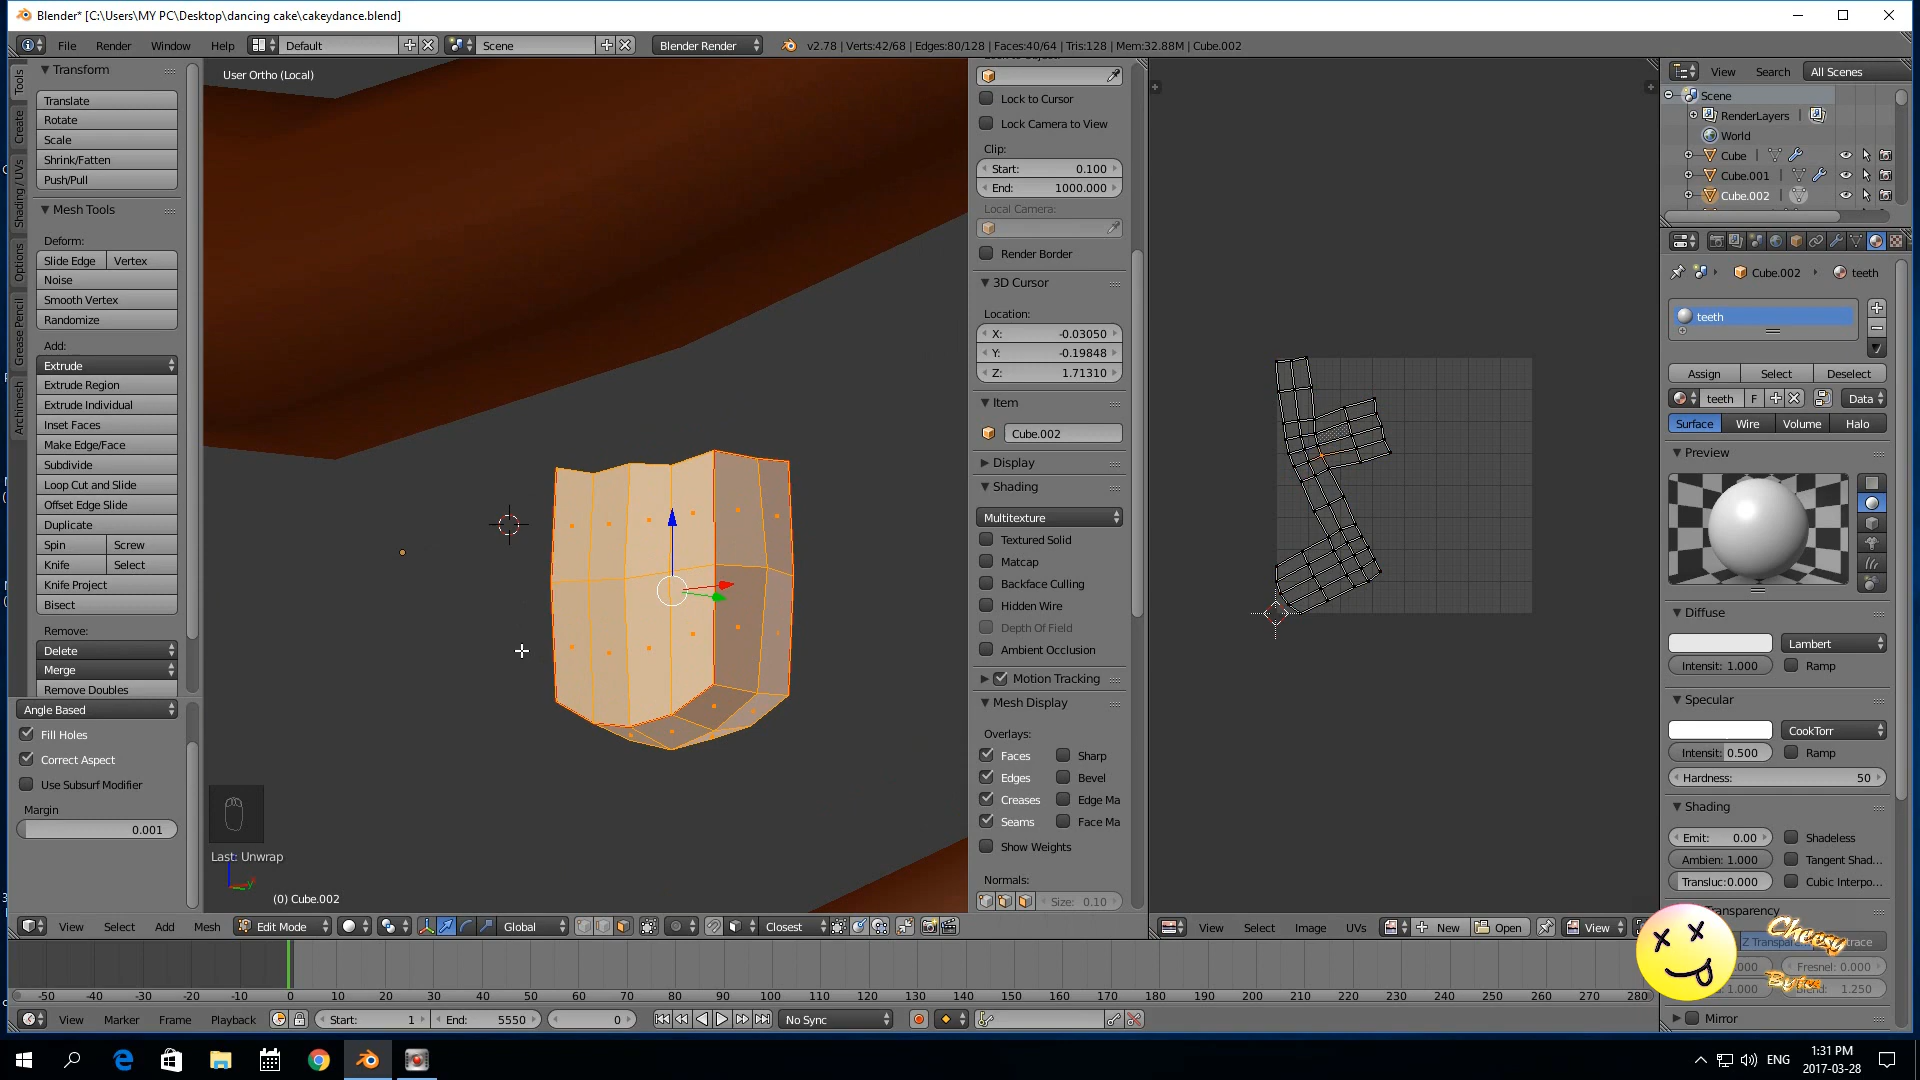 Blender* [C:\Users\MY PC\Desktop\dancing cake\cakeydance.blend]
File Render Window Help Default Scene Blender Render v2.78 | Verts:42/68 | Edges:80/128 | Faces:40/64 | Tris:128 | Mem:32.88M | Cube.002
Tools
Create
Shading / UVs
Options
Grease Pencil
Archimesh
Transform
Translate
Rotate
Scale
Shrink/Fatten
Push/Pull
Mesh Tools
Deform:
Slide Edge Vertex
Noise
Smooth Vertex
Randomize
Add:
Extrude
Extrude Region
Extrude Individual
Inset Faces
Make Edge/Face
Subdivide
Loop Cut and Slide
Offset Edge Slide
Duplicate
Spin Screw
Knife Select
Knife Project
Bisect
Remove:
Delete
Merge
Remove Doubles
Angle Based
Fill Holes
Correct Aspect
Use Subsurf Modifier
Margin
0.001
User Ortho (Local)
Last: Unwrap
(0) Cube.002
Lock to Cursor
Lock Camera to View
Clip:
Start: 0.100
End: 1000.000
Local Camera:
Render Border
3D Cursor
Location:
X: -0.03050
Y: -0.19848
Z: 1.71310
Item
Cube.002
Display
Shading
Multitexture
Textured Solid
Matcap
Backface Culling
Hidden Wire
Depth Of Field
Ambient Occlusion
Motion Tracking
Mesh Display
Overlays:
Faces Sharp
Edges Bevel
Creases Edge Ma
Seams Face Ma
Show Weights
Normals:
Size: 0.10
View Search All Scenes
Scene
RenderLayers
World
Cube
Cube.001
Cube.002
Cube.002 teeth
teeth
Assign Select Deselect
teeth F Data
Surface Wire Volume Halo
Preview
Diffuse
Lambert
Intensit: 1.000 Ramp
Specular
CookTorr
Intensit: 0.500 Ramp
Hardness: 50
Shading
Emit: 0.00 Shadeless
Ambien: 1.000 Tangent Shad...
Transluc:0.000 Cubic Interpo...
Transparency
Fresnel: 0.000
1.250
Mirror
Cheesy
Bytes
View Select Add Mesh Edit Mode Global Closest
View Select Image UVs New Open View
-50 -40 -30 -20 -10 0 10 20 30 40 50 60 70 80 90 100 110 120 130 140 150 160 170 180 190 200 210 220 230 240 250 260 270 280
View Marker Frame Playback Start: 1 End: 5550 0 No Sync
ENG 1:31 PM
2017-03-28